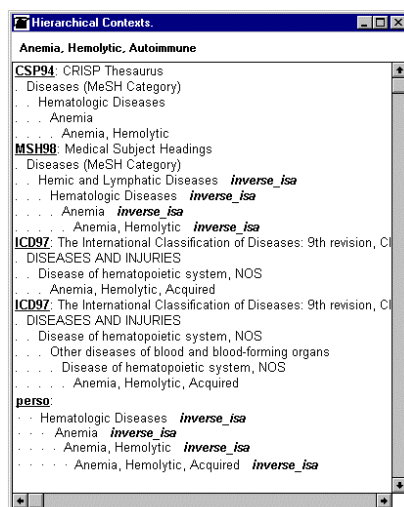 Hierarchical Contexts.
Anemia, Hemolytic, Autoimmune
CSP94: CRISP Thesaurus
. Diseases (MeSH Category)
. . Hematologic Diseases
. . . Anemia
. . . . Anemia, Hemolytic
MSH98: Medical Subject Headings
. Diseases (MeSH Category)
. . Hemic and Lymphatic Diseases inverse_isa
. . . Hematologic Diseases inverse_isa
. . . . Anemia inverse_isa
. . . . . Anemia, Hemolytic inverse_isa
ICD97: The International Classification of Diseases: 9th revision, Cl
. DISEASES AND INJURIES
. . Disease of hematopoietic system, NOS
. . . Anemia, Hemolytic, Acquired
ICD97: The International Classification of Diseases: 9th revision, Cl
. DISEASES AND INJURIES
. . Disease of hematopoietic system, NOS
. . . Other diseases of blood and blood-forming organs
. . . . Disease of hematopoietic system, NOS
. . . . . Anemia, Hemolytic, Acquired
perso:
. . Hematologic Diseases inverse_isa
. . . Anemia inverse_isa
. . . . Anemia, Hemolytic inverse_isa
. . . . . Anemia, Hemolytic, Acquired inverse_isa